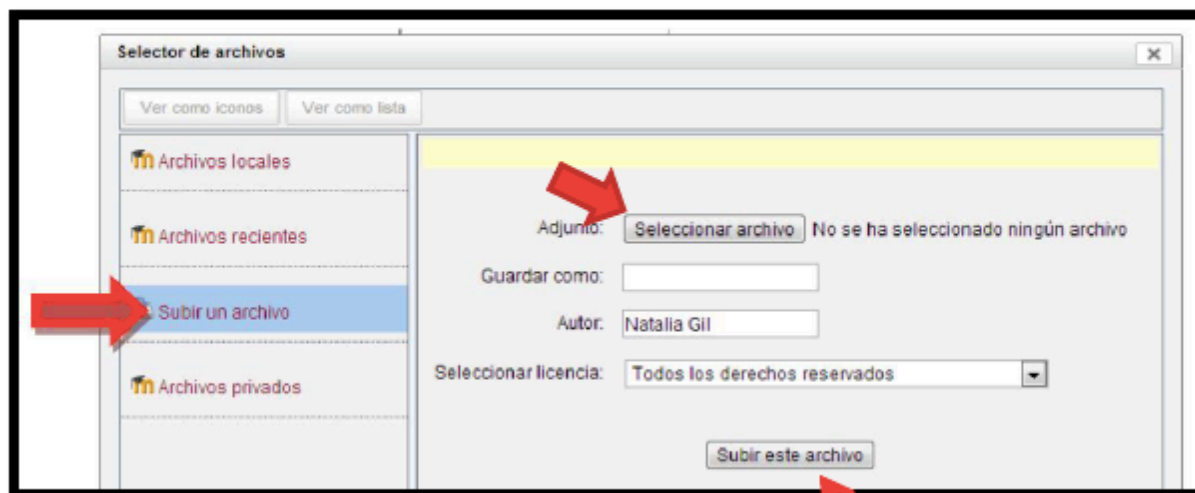 Selector de archivos
Ver como iconos Ver como lista
Archivos locales
Archivos recientes
Subir un archivo
Archivos privados
Adjunto: Seleccionar archivo No se ha seleccionado ningún archivo
Guardar como:
Autor: Natalia Gil
Seleccionar licencia: Todos los derechos reservados
Subir este archivo